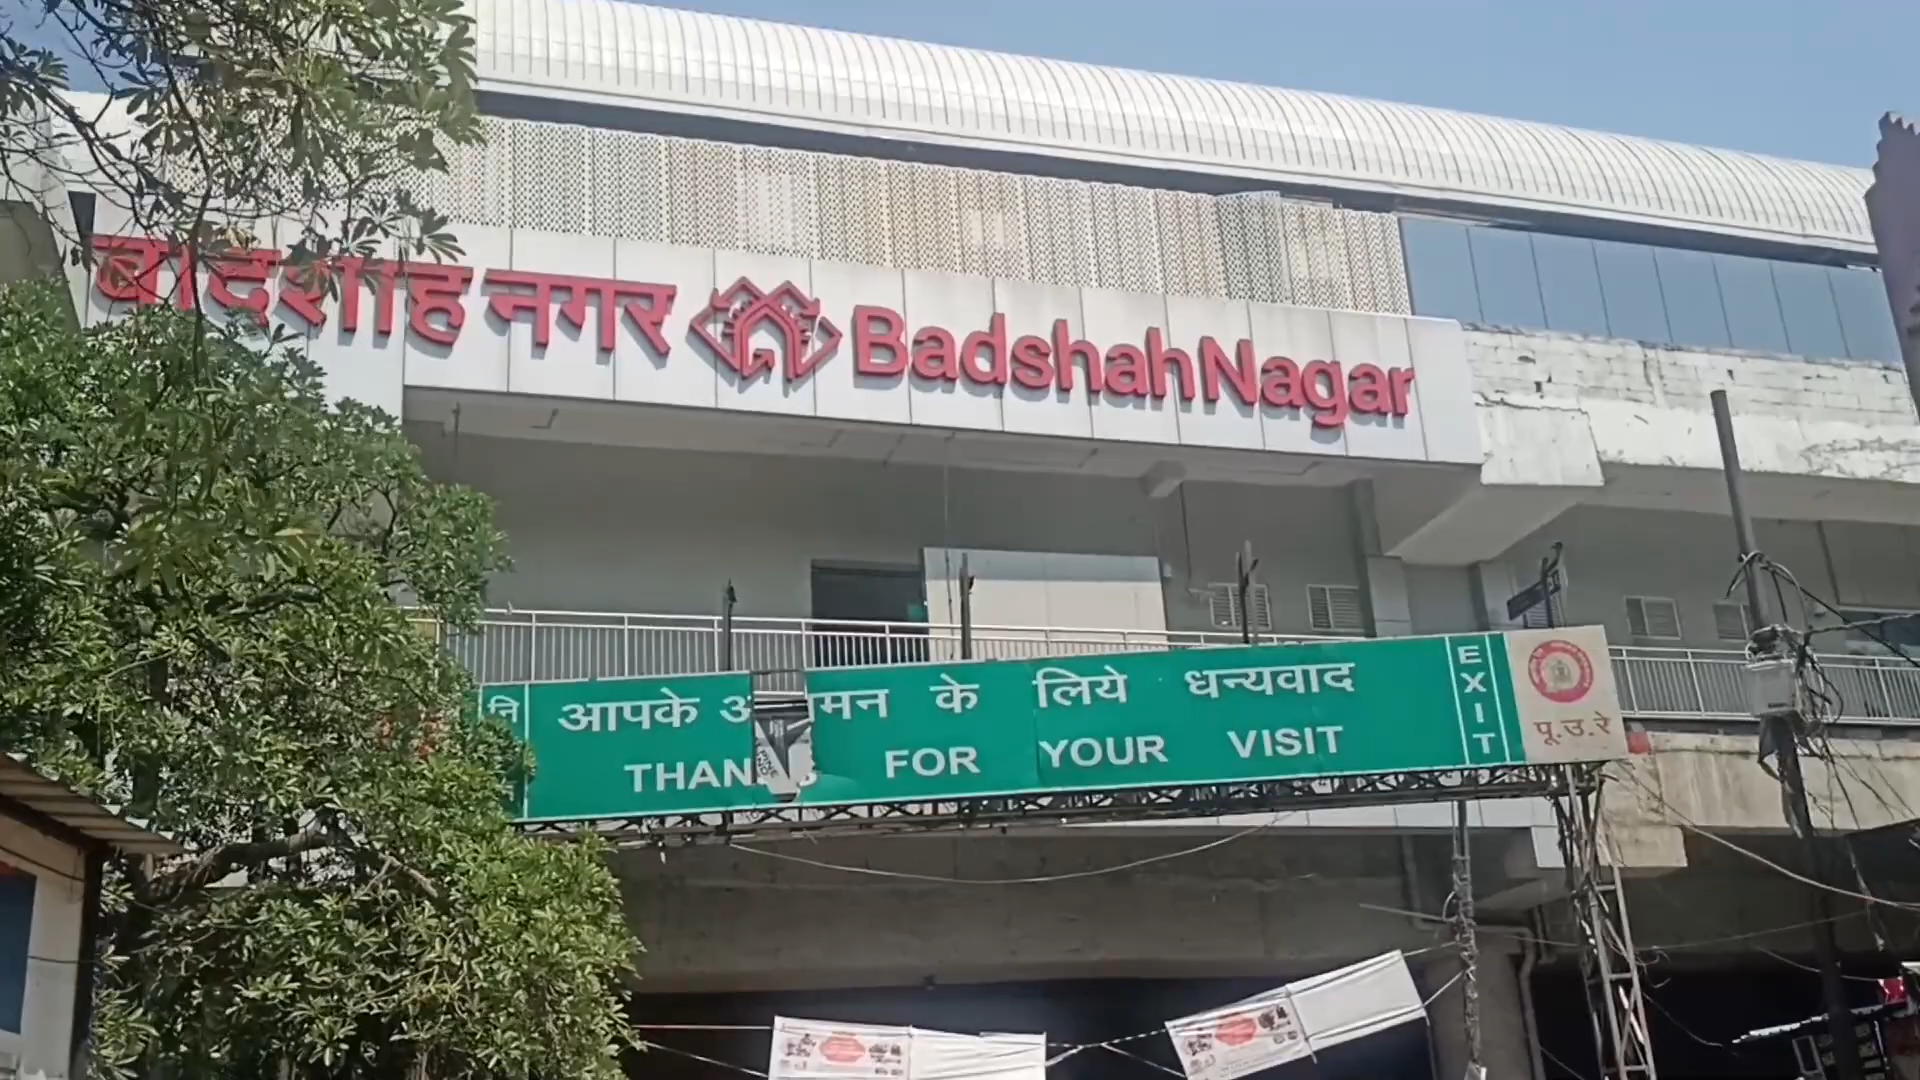 बादशाह नगर Badshah Nagar
आपके मन के लिये धन्यवाद
FOR YOUR VISIT
EXIT
पू.उ.रे